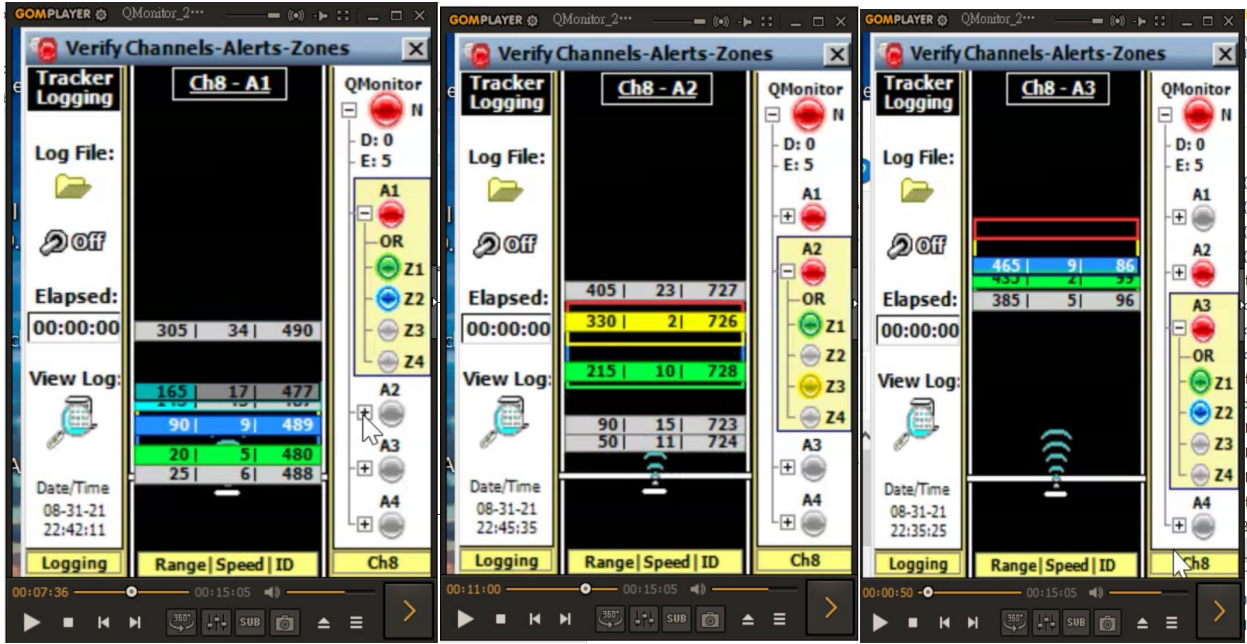 GOMPLAYER QMonitor_2···
Verify Channels-Alerts-Zones
Tracker
Logging
Log File:
Off
Elapsed:
00:00:00
View Log:
Date/Time
08-31-21
22:42:11
Logging
Ch8 - A1
305 | 34 | 490
165 | 17 | 477
90 | 9 | 489
20 | 5 | 480
25 | 6 | 488
Range | Speed | ID
QMonitor
N
D: 0
E: 5
A1
OR
Z1
Z2
Z3
Z4
A2
A3
A4
Ch8
00:07:36 00:15:05
360°
SUB
GOMPLAYER QMonitor_2···
Verify Channels-Alerts-Zones
Tracker
Logging
Log File:
Off
Elapsed:
00:00:00
View Log:
Date/Time
08-31-21
22:45:35
Logging
Ch8 - A2
405 | 23 | 727
330 | 2 | 726
215 | 10 | 728
90 | 15 | 723
50 | 11 | 724
Range | Speed | ID
QMonitor
N
D: 0
E: 5
A1
A2
OR
Z1
Z2
Z3
Z4
A3
A4
Ch8
00:11:00 00:15:05
360°
SUB
GOMPLAYER QMonitor_2···
Verify Channels-Alerts-Zones
Tracker
Logging
Log File:
Off
Elapsed:
00:00:00
View Log:
Date/Time
08-31-21
22:35:25
Logging
Ch8 - A3
465 | 9 | 86
385 | 5 | 96
Range | Speed | ID
QMonitor
N
D: 0
E: 5
A1
A2
A3
OR
Z1
Z2
Z3
Z4
A4
Ch8
00:00:50 00:15:05
360°
SUB